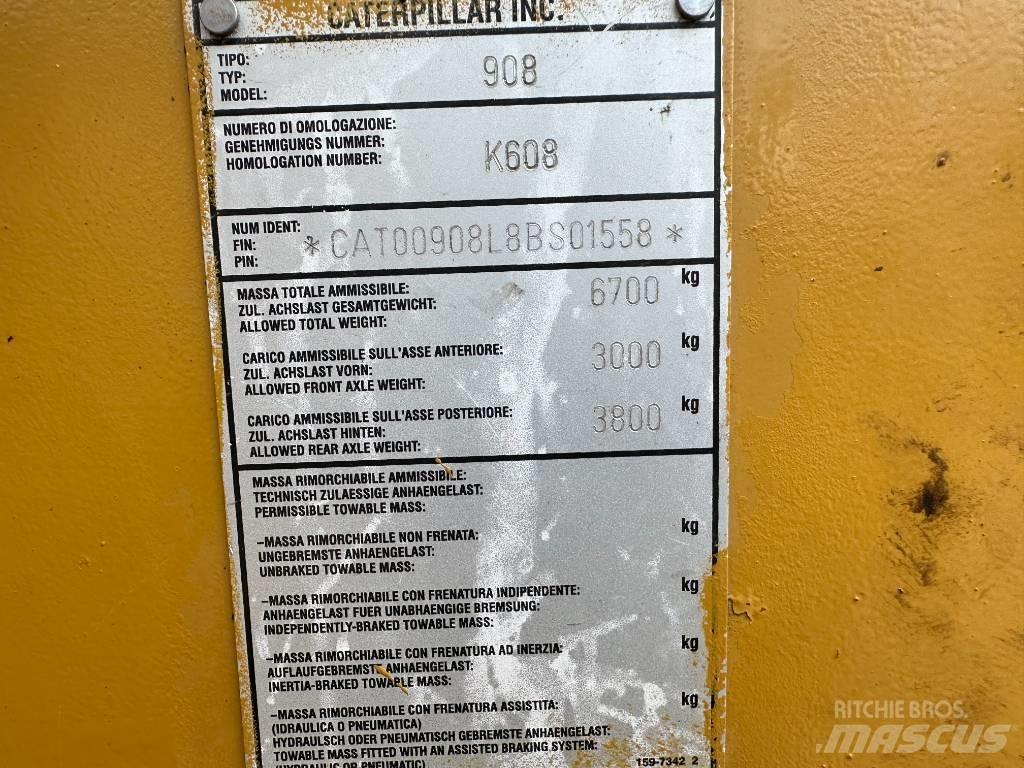 CATERPILLAR INC.
TIPO:
TYP:
MODEL:
908
NUMERO DI OMOLOGAZIONE:
GENEHMIGUNGS NUMMER:
HOMOLOGATION NUMBER:
K608
NUM IDENT:
FIN:
PIN:
*CAT00908L8BS01558*
MASSA TOTALE AMMISSIBILE:
ZUL. ACHSLAST GESAMTGEWICHT:
ALLOWED TOTAL WEIGHT:
6700 kg
CARICO AMMISSIBILE SULL'ASSE ANTERIORE:
ZUL. ACHSLAST VORN:
ALLOWED FRONT AXLE WEIGHT:
3000 kg
CARICO AMMISSIBILE SULL'ASSE POSTERIORE:
ZUL. ACHSLAST HINTEN:
ALLOWED REAR AXLE WEIGHT:
3800 kg
MASSA RIMORCHIABILE AMMISSIBILE:
TECHNISCH ZULAESSIGE ANHAENGELAST:
PERMISSIBLE TOWABLE MASS:
-MASSA RIMORCHIABILE NON FRENATA:
UNGEBREMSTE ANHAENGELAST:
UNBRAKED TOWABLE MASS:
kg
-MASSA RIMORCHIABILE CON FRENATURA INDIPENDENTE:
ANHAENGELAST FUER UNABHAENGIGE BREMSUNG:
INDEPENDENTLY-BRAKED TOWABLE MASS:
kg
-MASSA RIMORCHIABILE CON FRENATURA AD INERZIA:
AUFLAUFGEBREMSTE ANHAENGELAST:
INERTIA-BRAKED TOWAPLE MASS:
kg
-MASSA RIMORCHIABILE CON FRENATURA ASSISTITA:
(IDRAULICA O PNEUMATICA)
HYDRAULSCH ODER PNEUMATISCH GEBREMSTE ANHAENGELAST:
TOWABLE MASS FITTED WITH AN ASSISTED BRAKING SYSTEM:
(HYDRAULIC OR PNEUMATIC)
kg
159-7342 2
RITCHIE BROS.
MASCUS